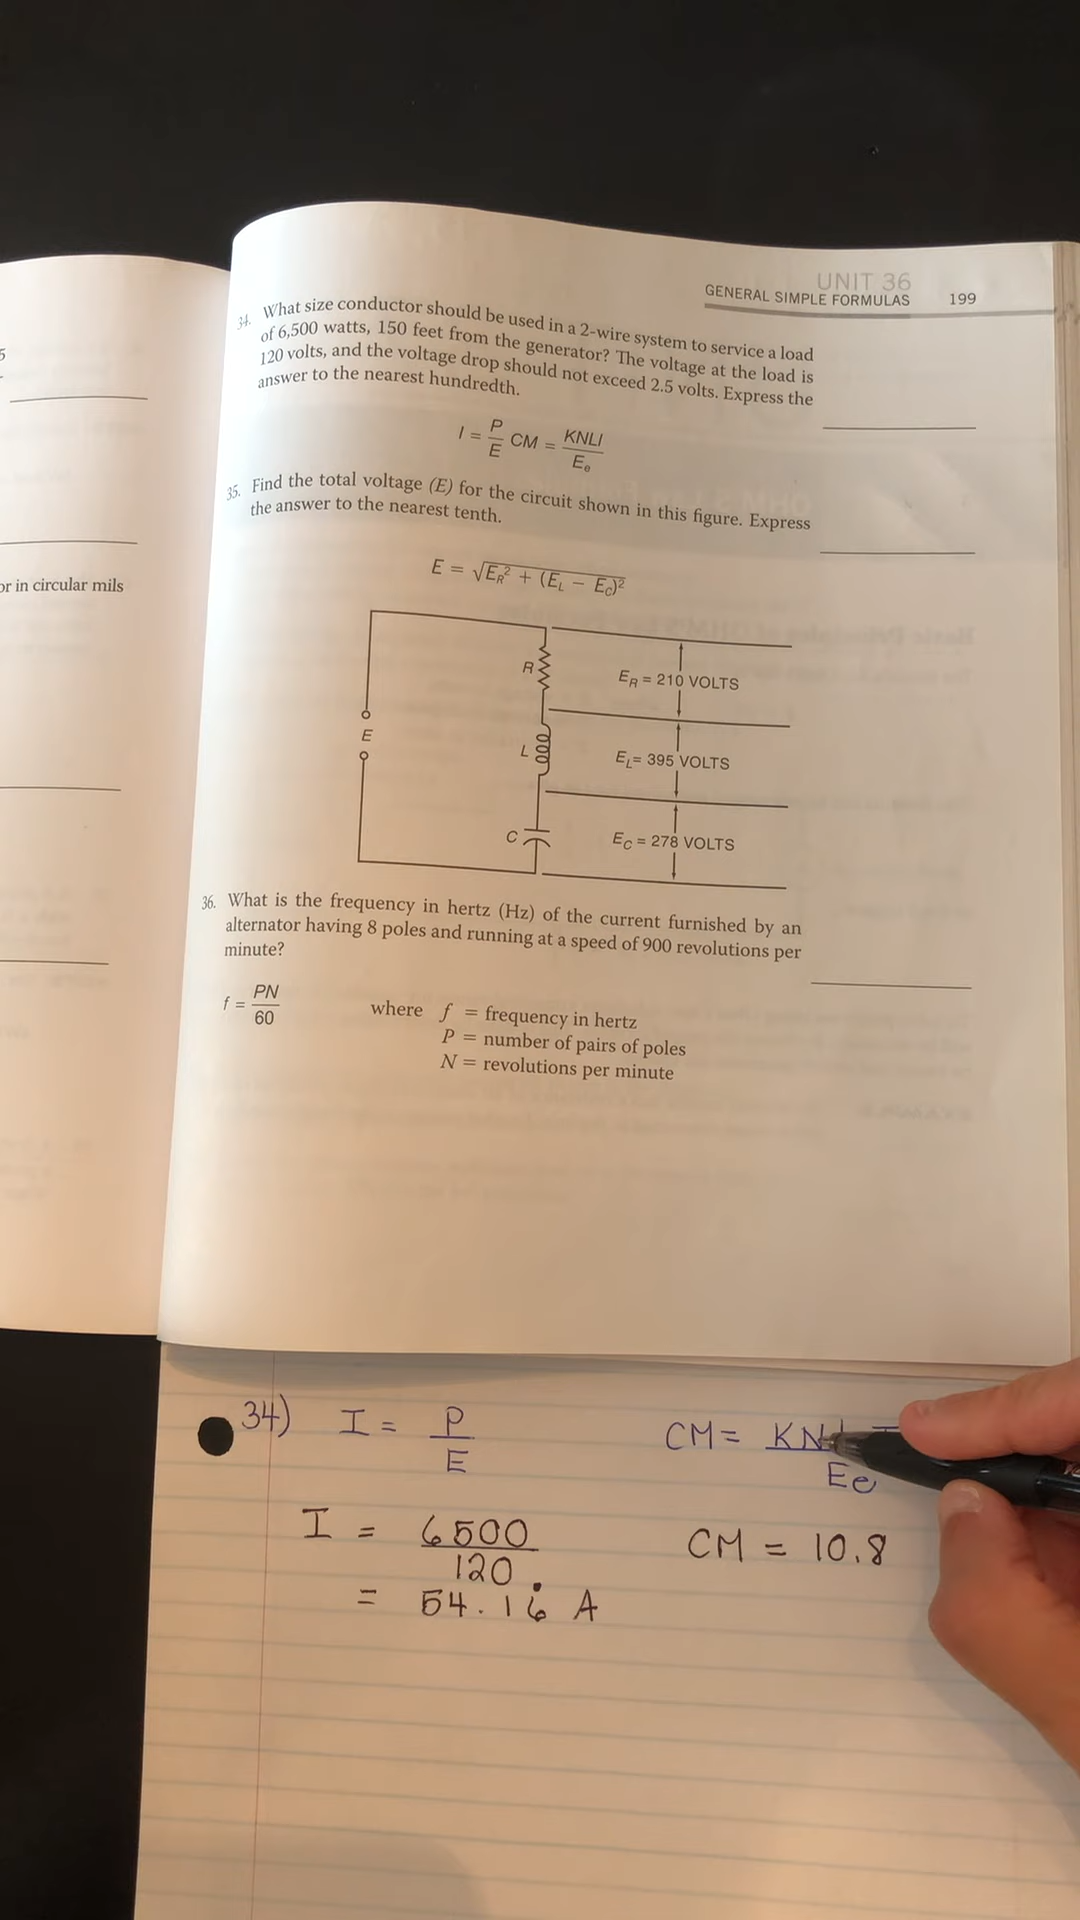 5
or in circular mils
UNIT 36
GENERAL SIMPLE FORMULAS 199
34. What size conductor should be used in a 2-wire system to service a load
of 6,500 watts, 150 feet from the generator? The voltage at the load is
120 volts, and the voltage drop should not exceed 2.5 volts. Express the
answer to the nearest hundredth.
I = P/E CM = KNLI/Ee
35. Find the total voltage (E) for the circuit shown in this figure. Express
the answer to the nearest tenth.
E = √ER² + (EL − EC)²
R
ER = 210 VOLTS
E
L
EL = 395 VOLTS
C
EC = 278 VOLTS
36. What is the frequency in hertz (Hz) of the current furnished by an
alternator having 8 poles and running at a speed of 900 revolutions per
minute?
f = PN/60
where f = frequency in hertz
P = number of pairs of poles
N = revolutions per minute
34) I = P/E CM = KN
Ee
I = 6500/120 CM = 10.8
= 54.16̇ A